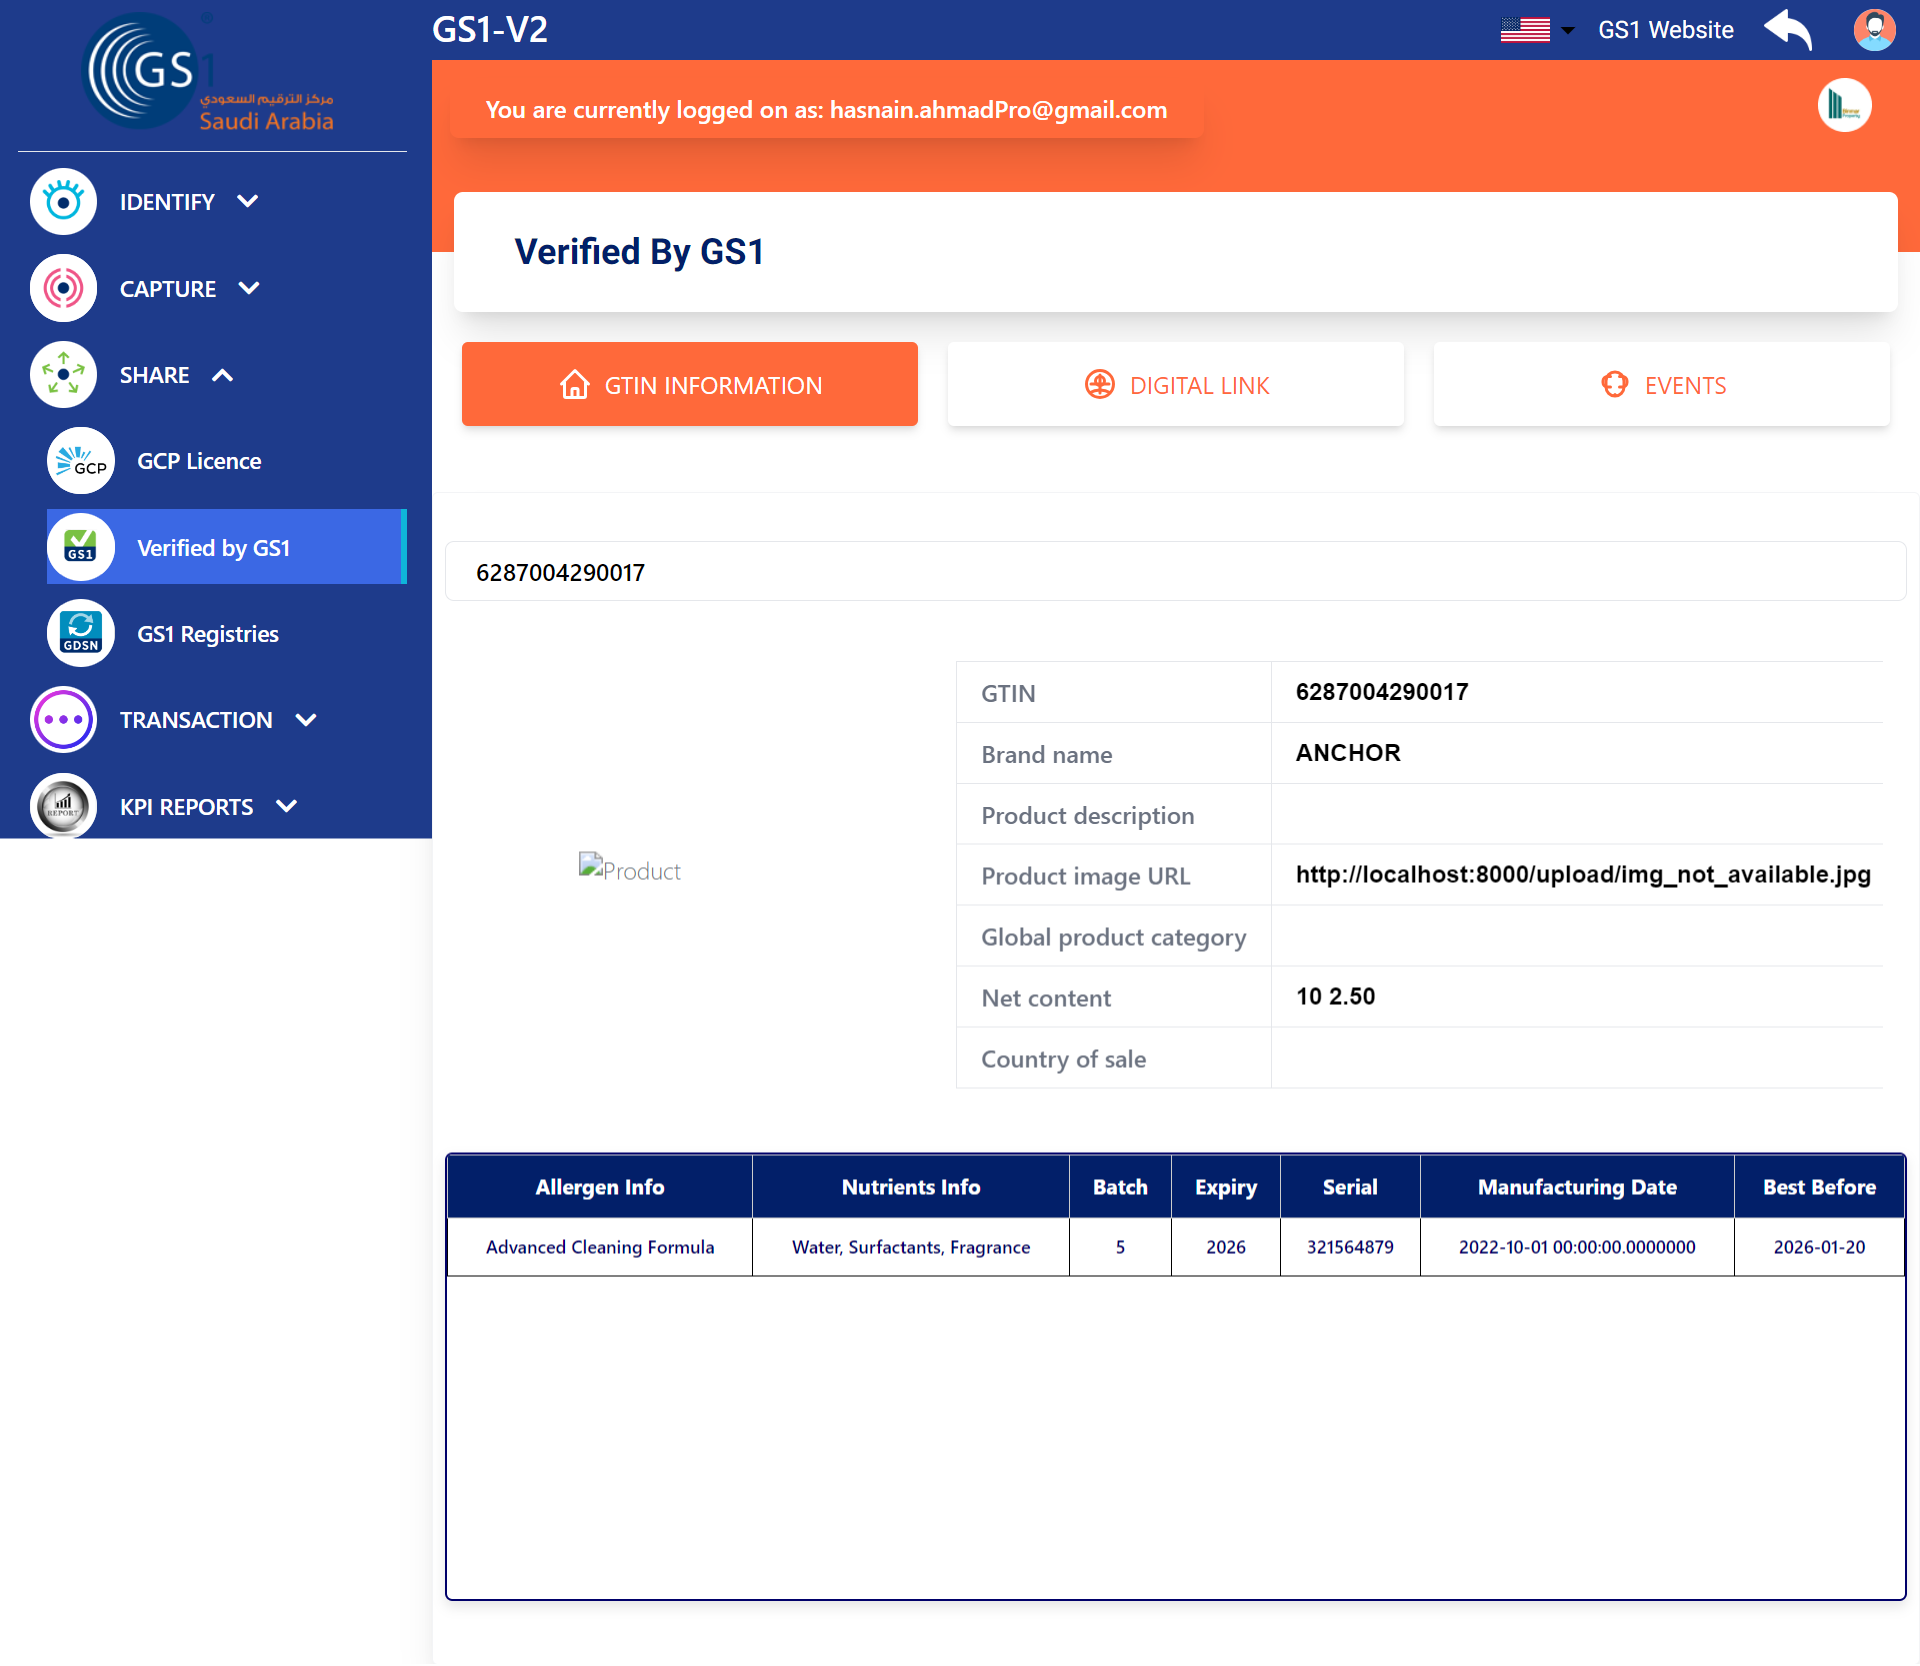 GS1
®
مركز الترقيم السعودي
Saudi Arabia
IDENTIFY
CAPTURE
SHARE
GCP
GCP Licence
GS1
Verified by GS1
GDSN
GS1 Registries
TRANSACTION
REPORT
KPI REPORTS
GS1-V2
GS1 Website
You are currently logged on as: hasnain.ahmadPro@gmail.com
Verified By GS1
GTIN INFORMATION
DIGITAL LINK
EVENTS
6287004290017
Product
GTIN 6287004290017
Brand name ANCHOR
Product description
Product image URL http://localhost:8000/upload/img_not_available.jpg
Global product category
Net content 10 2.50
Country of sale
Allergen Info Nutrients Info Batch Expiry Serial Manufacturing Date Best Before
Advanced Cleaning Formula Water, Surfactants, Fragrance 5 2026 321564879 2022-10-01 00:00:00.0000000 2026-01-20